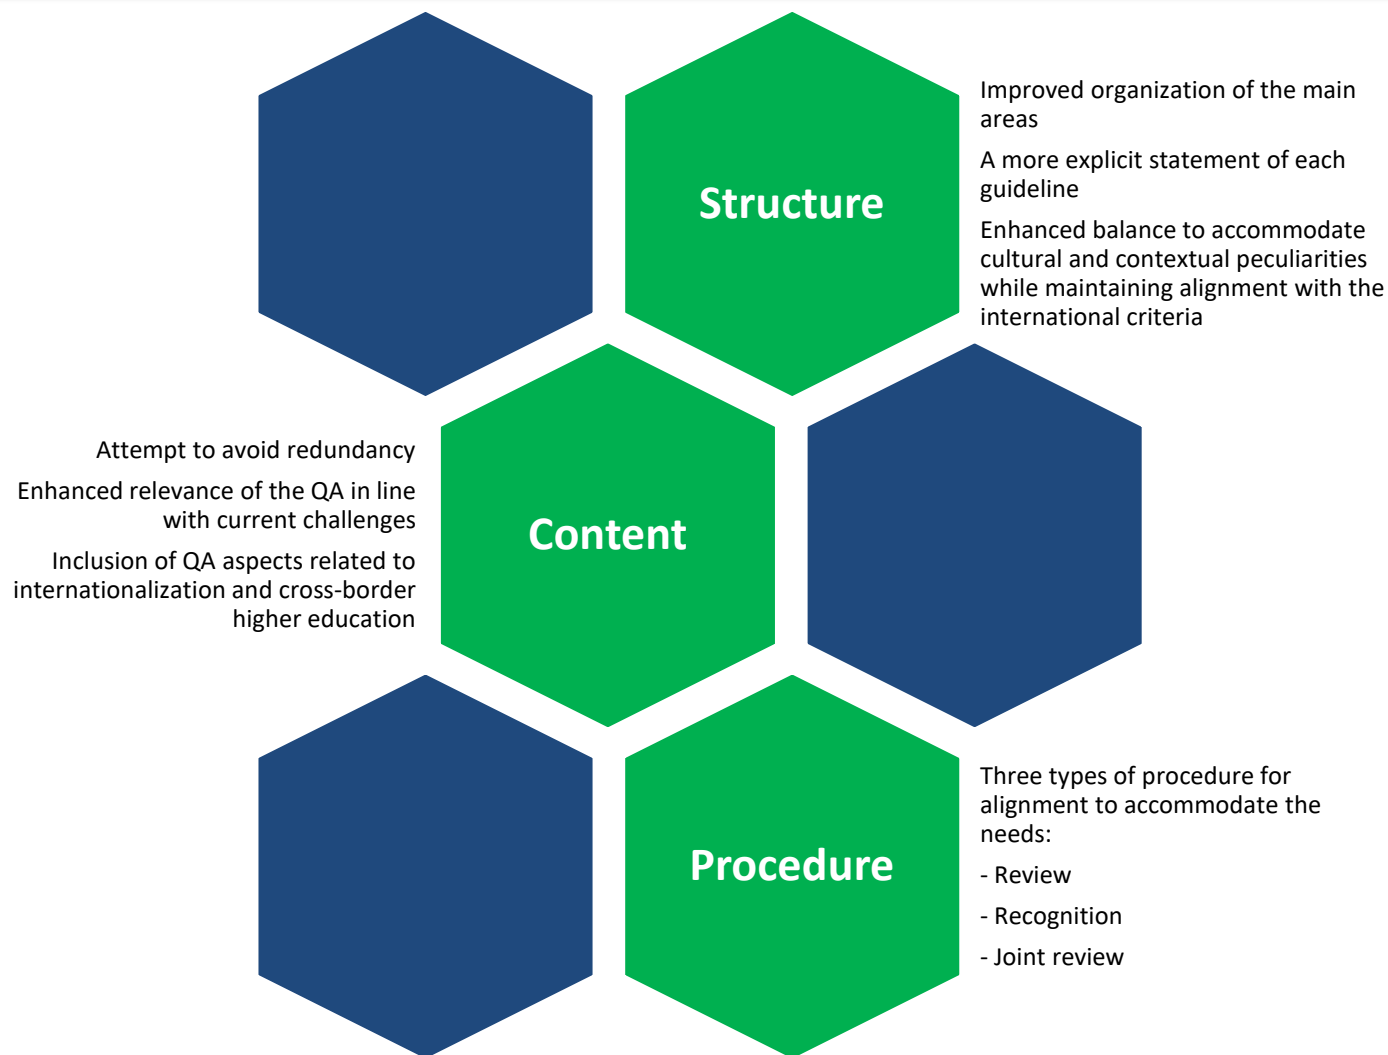 Structure
Improved organization of the main
areas
A more explicit statement of each
guideline
Enhanced balance to accommodate
cultural and contextual peculiarities
while maintaining alignment with the
international criteria
Attempt to avoid redundancy
Enhanced relevance of the QA in line
with current challenges
Inclusion of QA aspects related to
internationalization and cross-border
higher education
Content
Procedure
Three types of procedure for
alignment to accommodate the
needs:
- Review
- Recognition
- Joint review